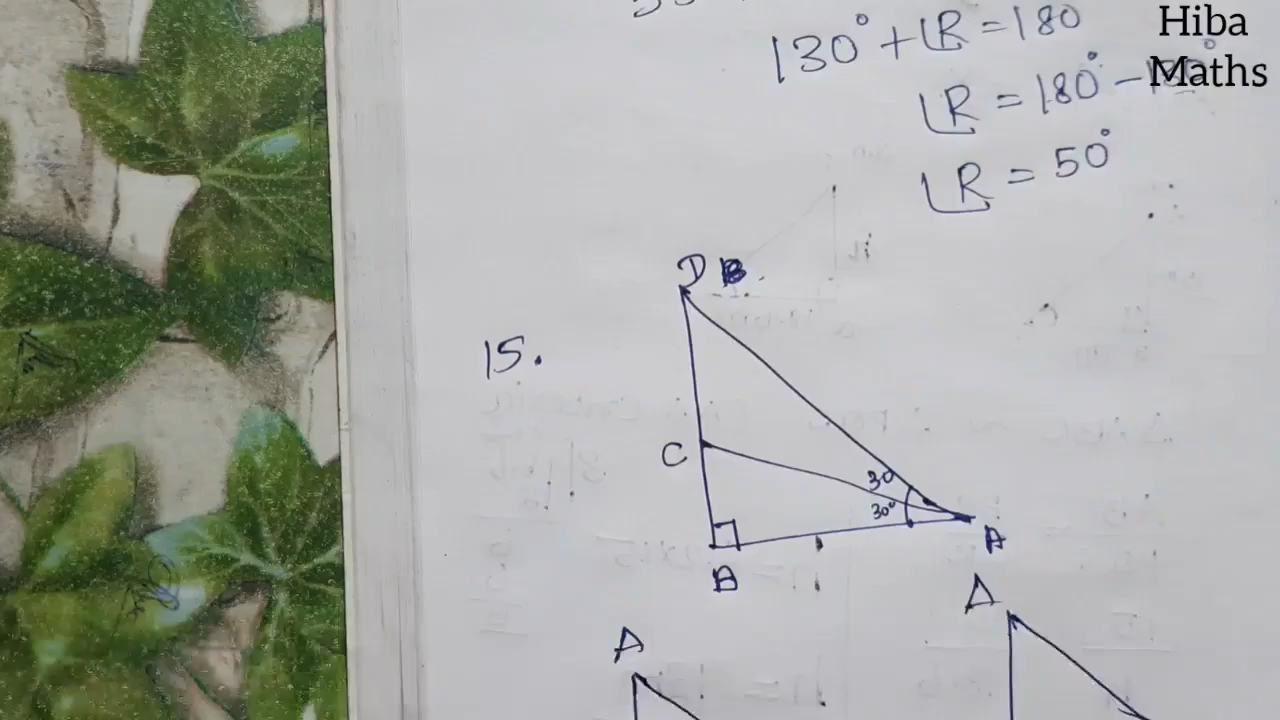 Hiba
Maths
130° + ∠R = 180
∠R = 180° -
∠R = 50°
15.
D
C
30
30°
B
A
A
A